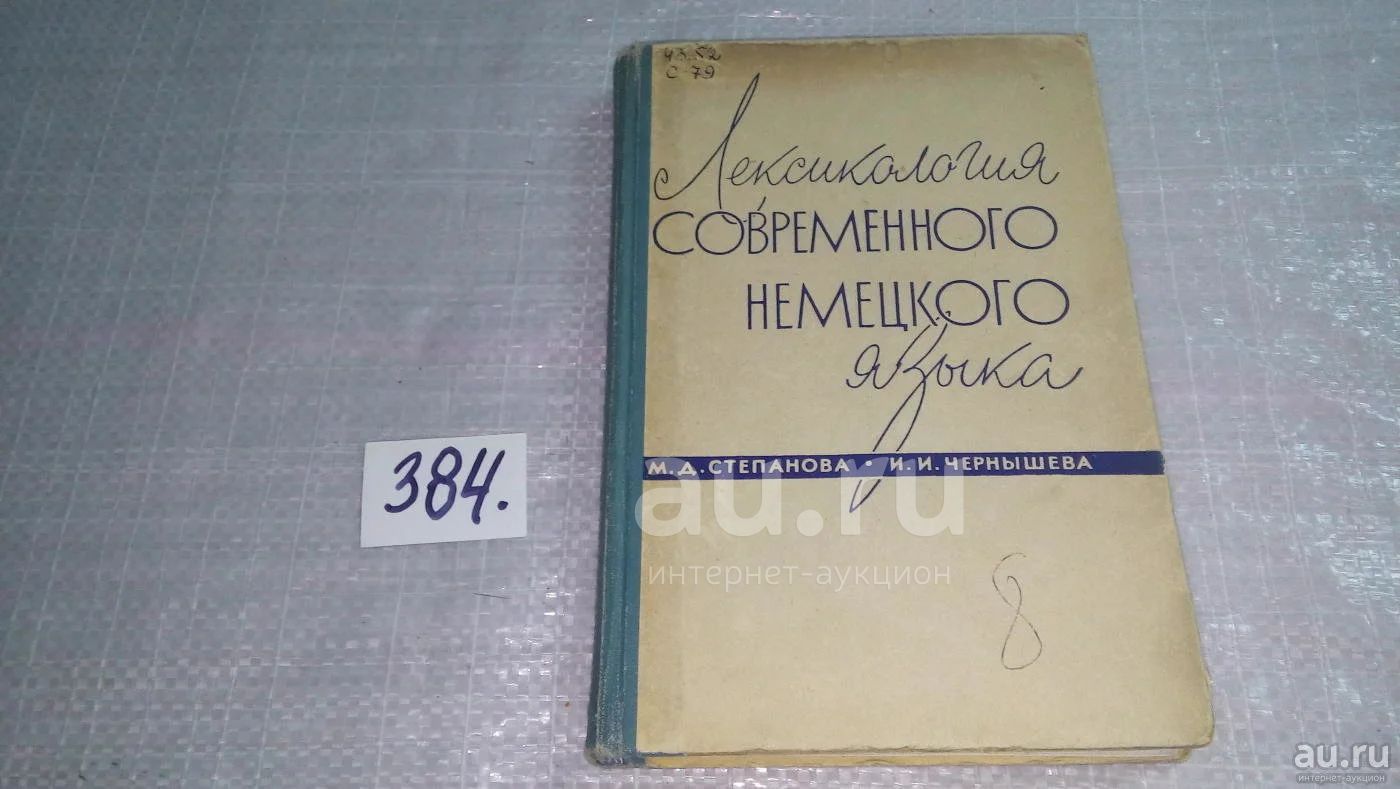 43.52
С 79
Лексикология
СОВРЕМЕННОГО
НЕМЕЦКОГО
языка
М.Д.СТЕПАНОВА • И.И.ЧЕРНЫШЕВА
384.
au.ru
интернет-аукцион
8
au.ru
интернет-аукцион